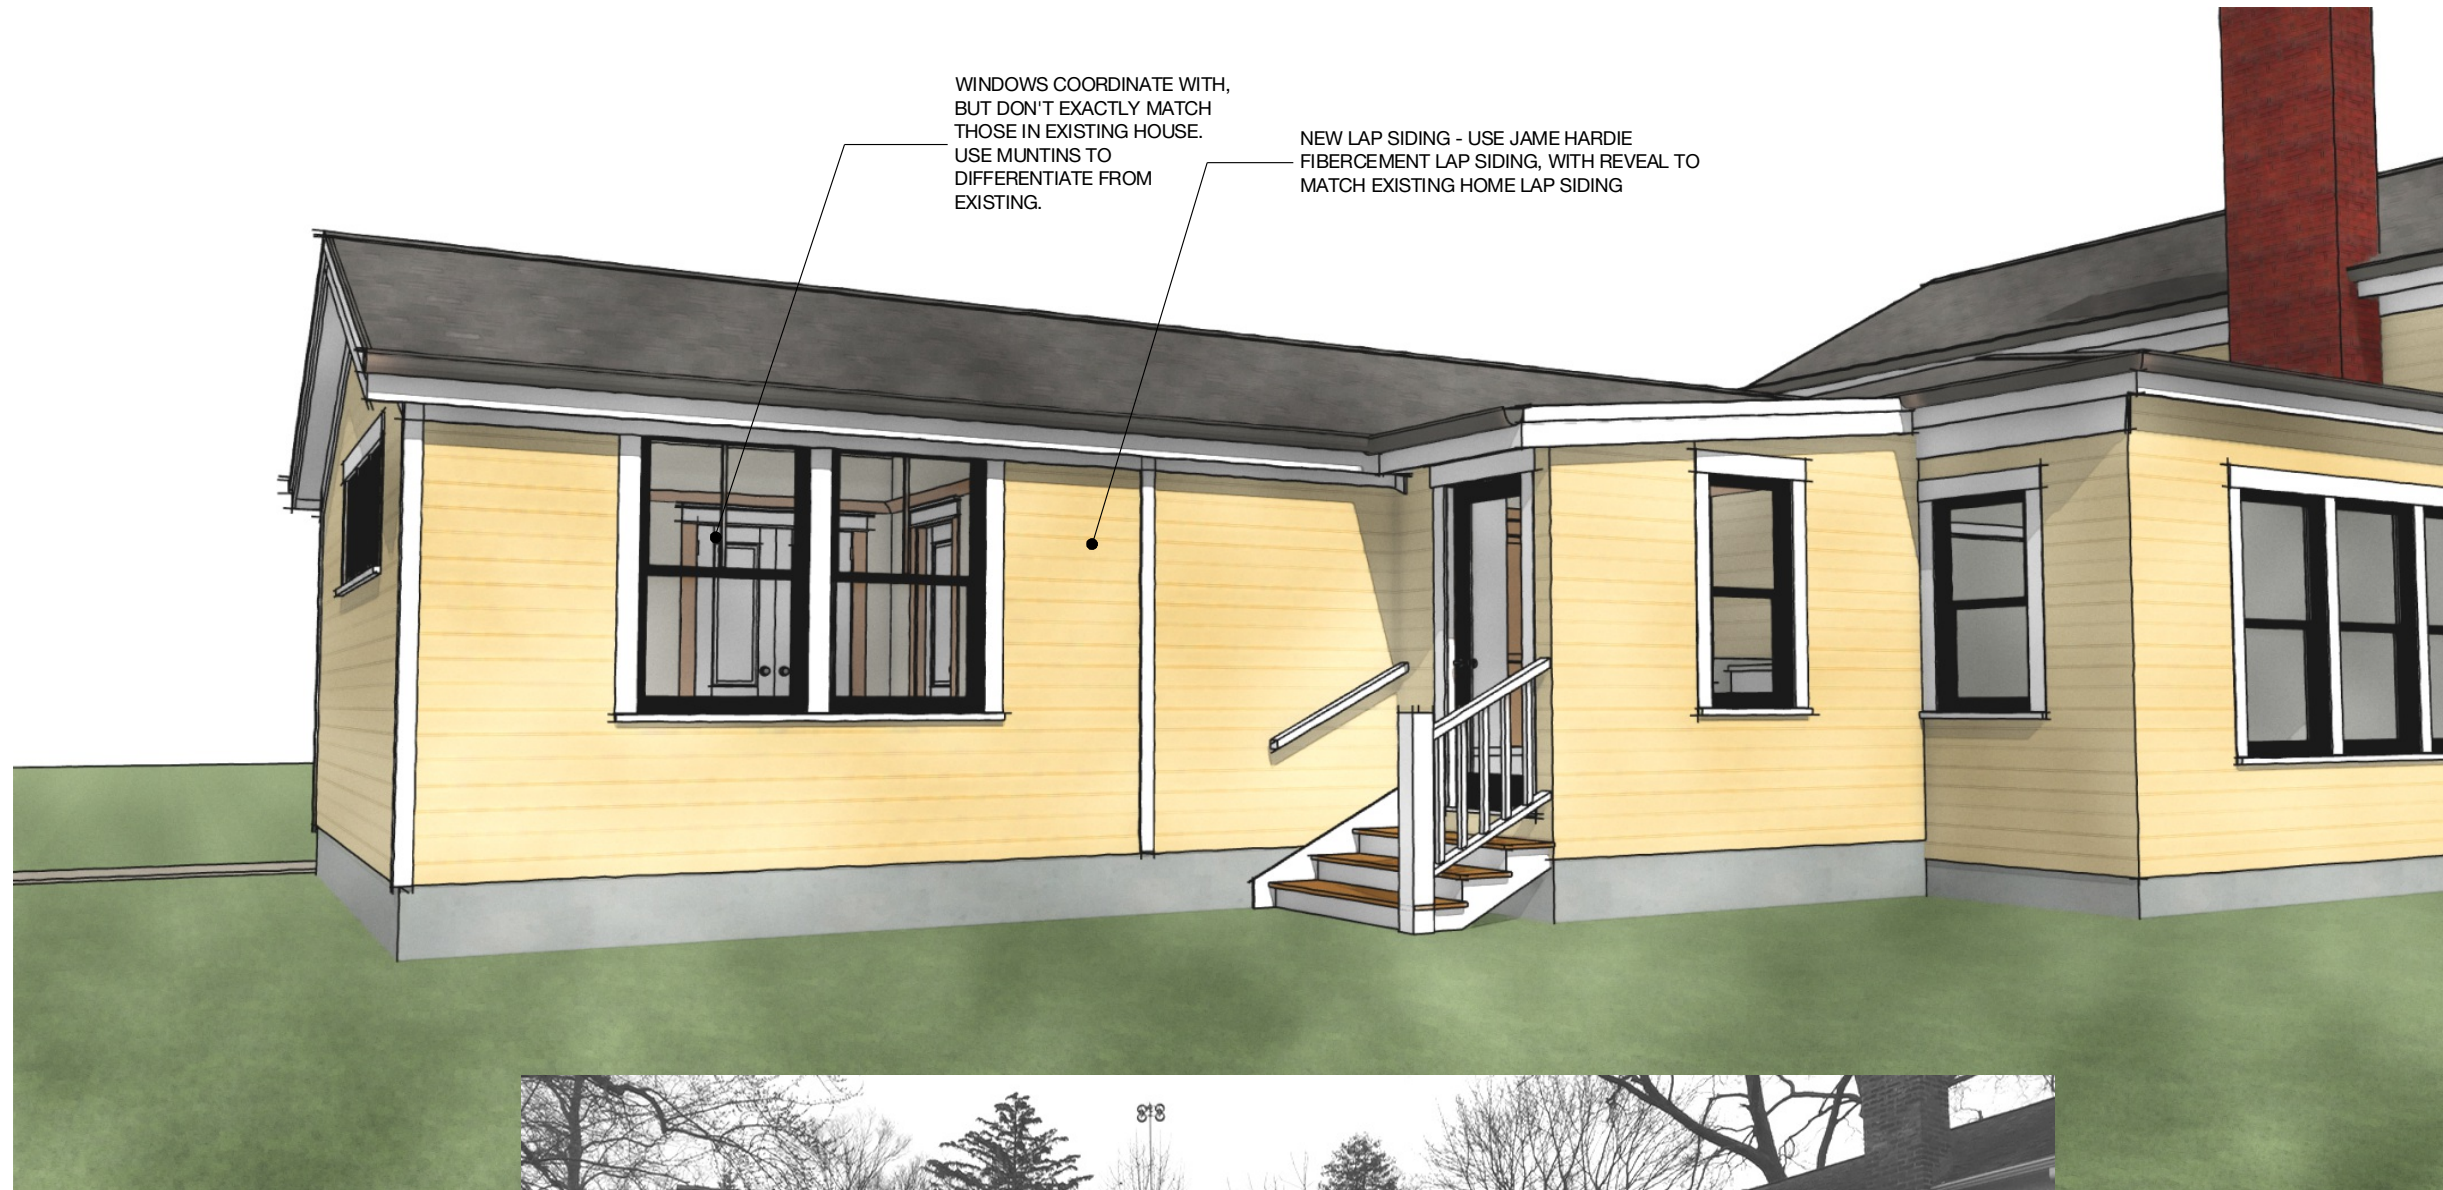 WINDOWS COORDINATE WITH,
BUT DON'T EXACTLY MATCH
THOSE IN EXISTING HOUSE.
USE MUNTINS TO
DIFFERENTIATE FROM
EXISTING.
NEW LAP SIDING - USE JAME HARDIE
FIBERCEMENT LAP SIDING, WITH REVEAL TO
MATCH EXISTING HOME LAP SIDING